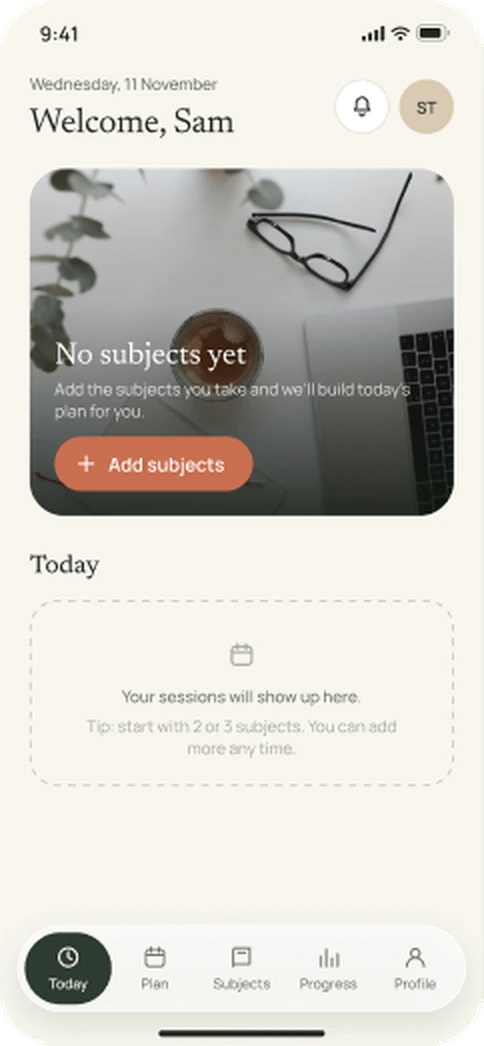 9:41
Wednesday, 11 November
Welcome, Sam
ST
No subjects yet
Add the subjects you take and we'll build today's
plan for you.
+ Add subjects
Today
Your sessions will show up here.
Tip: start with 2 or 3 subjects. You can add
more any time.
Today
Plan
Subjects
Progress
Profile